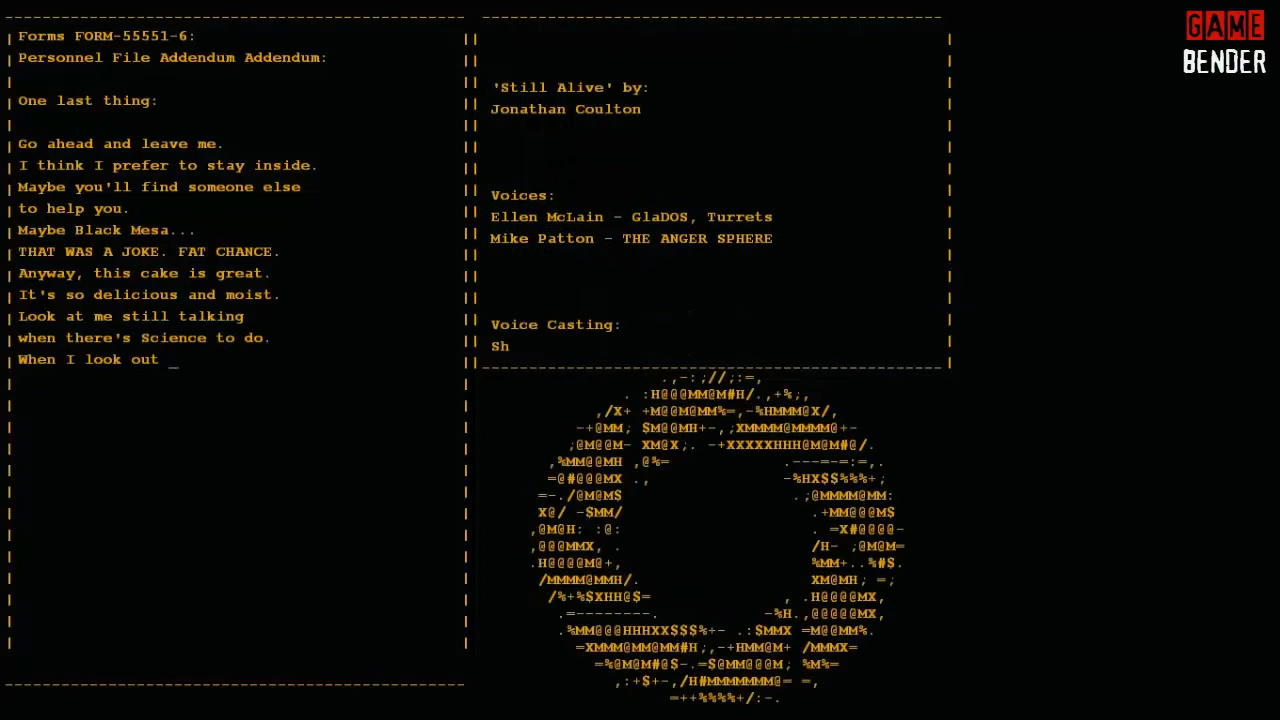 Forms FORM-55551-6:
Personnel File Addendum Addendum:
One last thing:
Go ahead and leave me.
I think I prefer to stay inside.
Maybe you'll find someone else
to help you.
Maybe Black Mesa...
THAT WAS A JOKE. FAT CHANCE.
Anyway, this cake is great.
It's so delicious and moist.
Look at me still talking
when there's Science to do.
When I look out _
'Still Alive' by:
Jonathan Coulton
Voices:
Ellen McLain - GlaDOS, Turrets
Mike Patton - THE ANGER SPHERE
Voice Casting:
Sh
GAME
BENDER